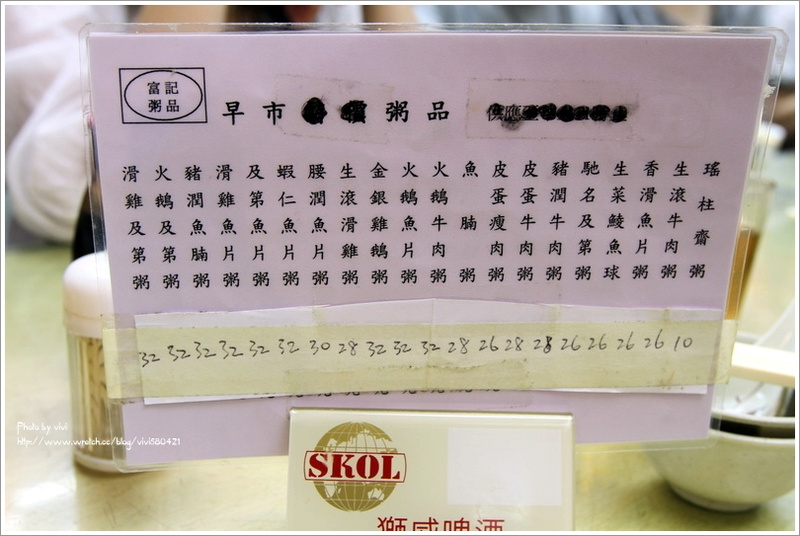 富記
粥品
早市
粥品
供應
瑤柱齋粥
生滾牛肉粥
香滑魚片粥
生菜鯪魚球
馳名及第粥
豬潤牛肉粥
皮蛋牛肉粥
皮蛋瘦肉粥
魚腩粥
火鵝牛肉粥
火鵝魚片粥
金銀雞鵝粥
生滾滑雞粥
腰潤魚片粥
蝦仁魚片粥
及第魚片粥
滑雞魚片粥
豬潤魚腩粥
火鵝及第粥
滑雞及第粥
32 32 32 32 32 32 30 28 32 32 32 28 26 28 28 26 26 26 26 10
Photo by vivi
http://www.wretch.cc/blog/vivi580421
SKOL
獅威啤酒